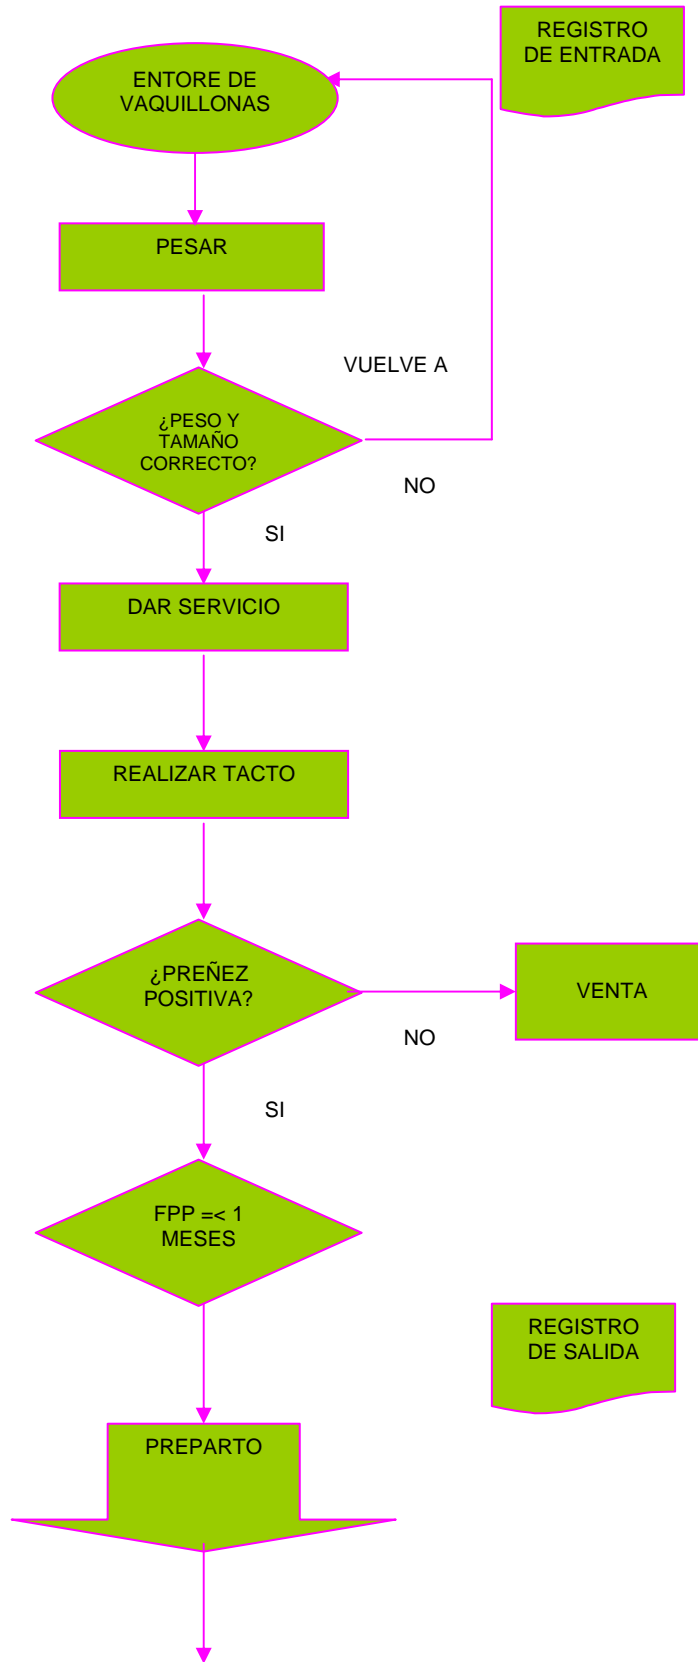 REGISTRO
DE ENTRADA
ENTORE DE
VAQUILLONAS
PESAR
VUELVE A
¿PESO Y
TAMAÑO
CORRECTO?
NO
SI
DAR SERVICIO
REALIZAR TACTO
¿PREÑEZ
POSITIVA?
VENTA
NO
SI
FPP =< 1
MESES
REGISTRO
DE SALIDA
PREPARTO